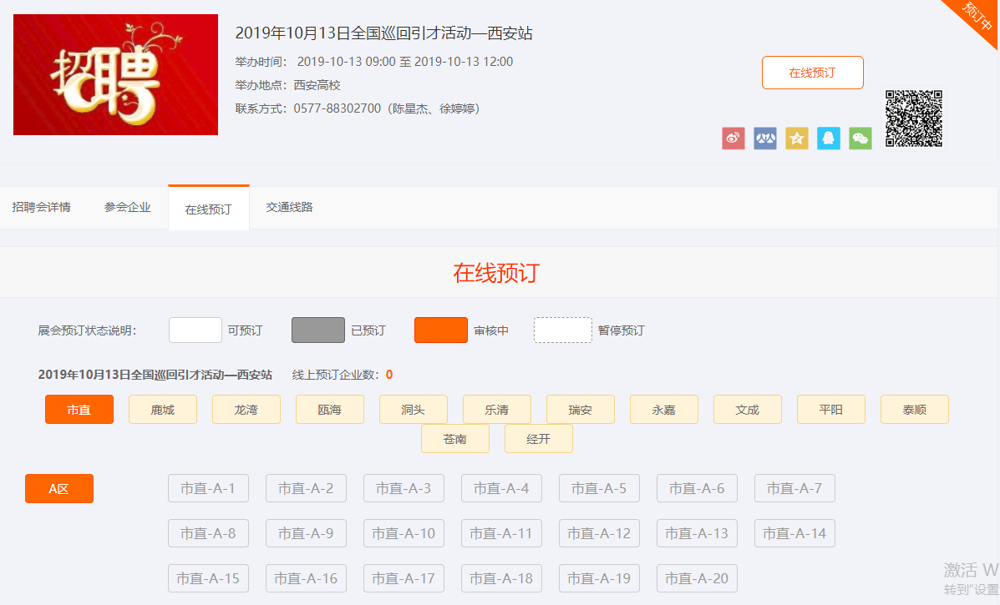 招聘
2019年10月13日全国巡回引才活动—西安站
举办时间： 2019-10-13 09:00 至 2019-10-13 12:00
举办地点：西安高校
联系方式：0577-88302700（陈星杰、徐婷婷）
在线预订
预订中
招聘会详情 参会企业 在线预订 交通线路
在线预订
展会预订状态说明： 可预订 已预订 审核中 暂停预订
2019年10月13日全国巡回引才活动—西安站 线上预订企业数：0
市直 鹿城 龙湾 瓯海 洞头 乐清 瑞安 永嘉 文成 平阳 泰顺
苍南 经开
A区 市直-A-1 市直-A-2 市直-A-3 市直-A-4 市直-A-5 市直-A-6 市直-A-7
市直-A-8 市直-A-9 市直-A-10 市直-A-11 市直-A-12 市直-A-13 市直-A-14
市直-A-15 市直-A-16 市直-A-17 市直-A-18 市直-A-19 市直-A-20
激活 W
转到"设置